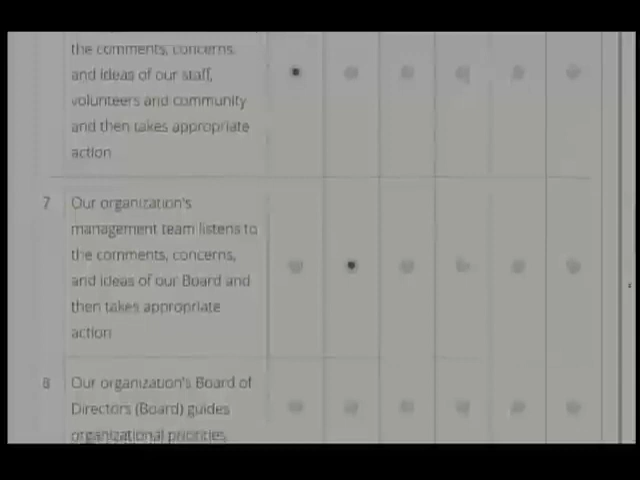 the comments, concerns,
and ideas of our staff,
volunteers and community
and then takes appropriate
action
7 Our organization's
management team listens to
the comments, concerns,
and ideas of our Board and
then takes appropriate
action
8 Our organization's Board of
Directors (Board) guides
organizational priorities,